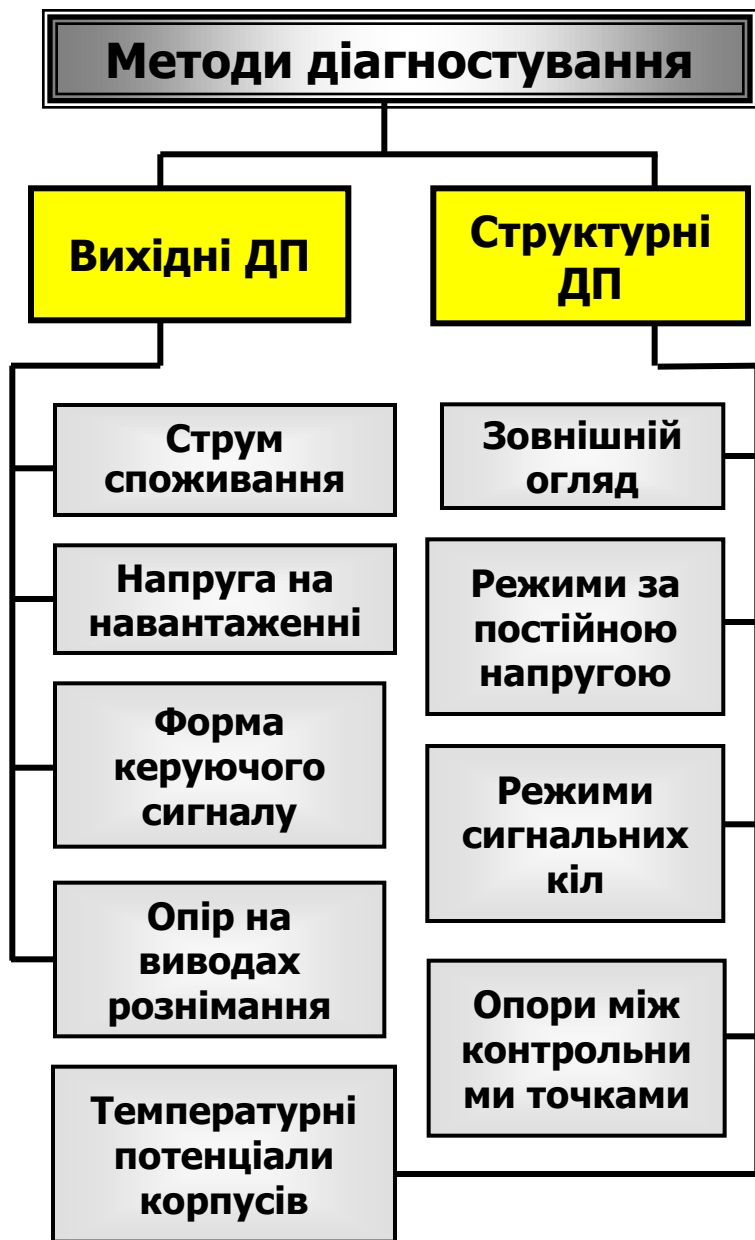 Методи діагностування
Вихідні ДП
Структурні
ДП
Струм
споживання
Напруга на
навантаженні
Форма
керуючого
сигналу
Опір на
виводах
рознімання
Зовнішній
огляд
Режими за
постійною
напругою
Режими
сигнальних
кіл
Опори між
контрольни
ми точками
Температурні
потенціали
корпусів